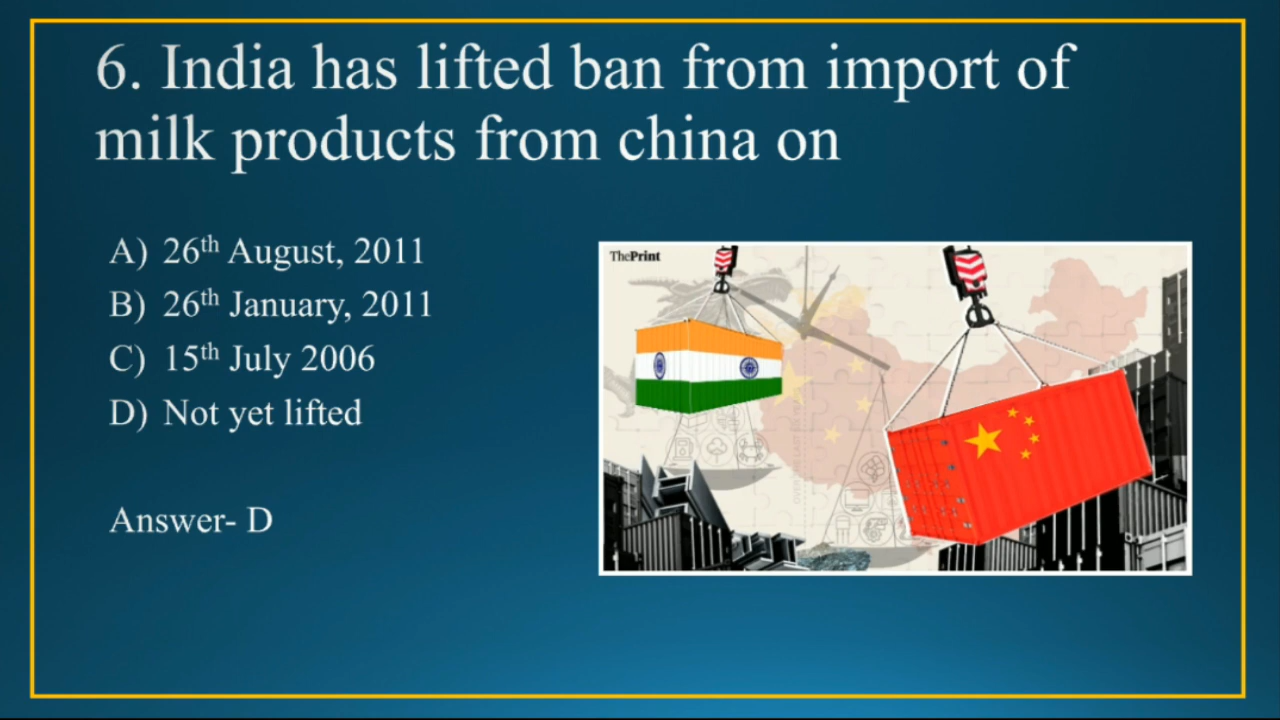 6. India has lifted ban from import of
milk products from china on
A) 26th August, 2011
B) 26th January, 2011
C) 15th July 2006
D) Not yet lifted
Answer- D
ThePrint